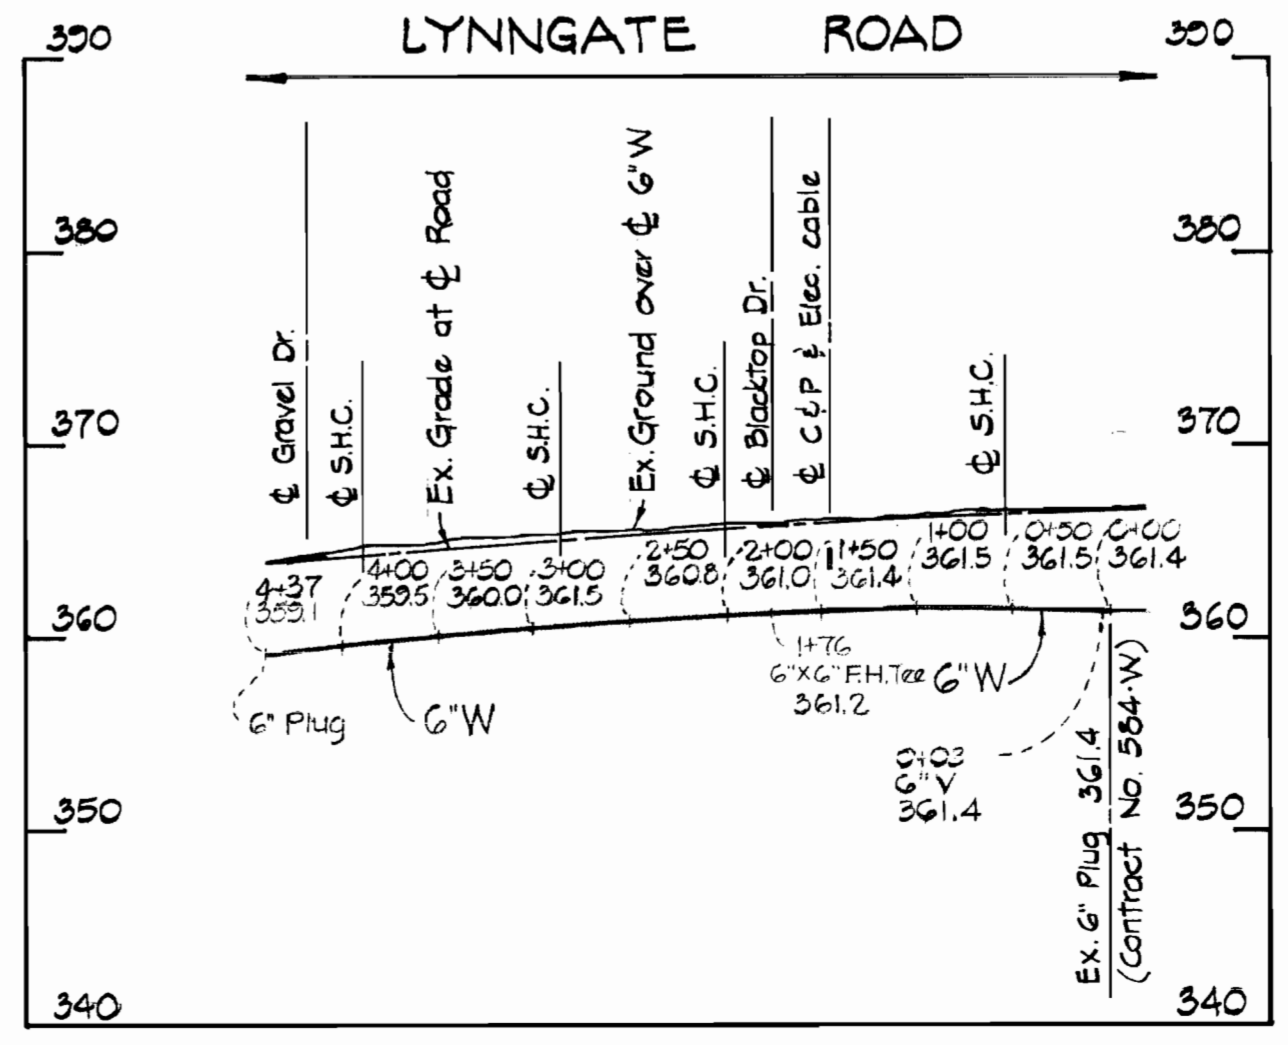 LYNNGATE ROAD
390
390
380
380
370
370
360
360
350
350
340
340
℄ Gravel Dr.
℄ S.H.C.
Ex. Grade at ℄ Road
℄ S.H.C.
Ex. Ground over ℄ 6"W
℄ S.H.C.
℄ Blacktop Dr.
℄ C&P & Elec. cable
℄ S.H.C.
4+37
359.1
4+00
359.5
3+50
360.0
3+00
361.5
2+50
360.8
2+00
361.0
1+50
361.4
1+00
361.5
0+50
361.5
0+00
361.4
6" Plug
6"W
1+76
6"X6" F.H. Tee
361.2
6"W
0+03
6" V
361.4
Ex. 6" Plug 361.4
(Contract No. 584-W)